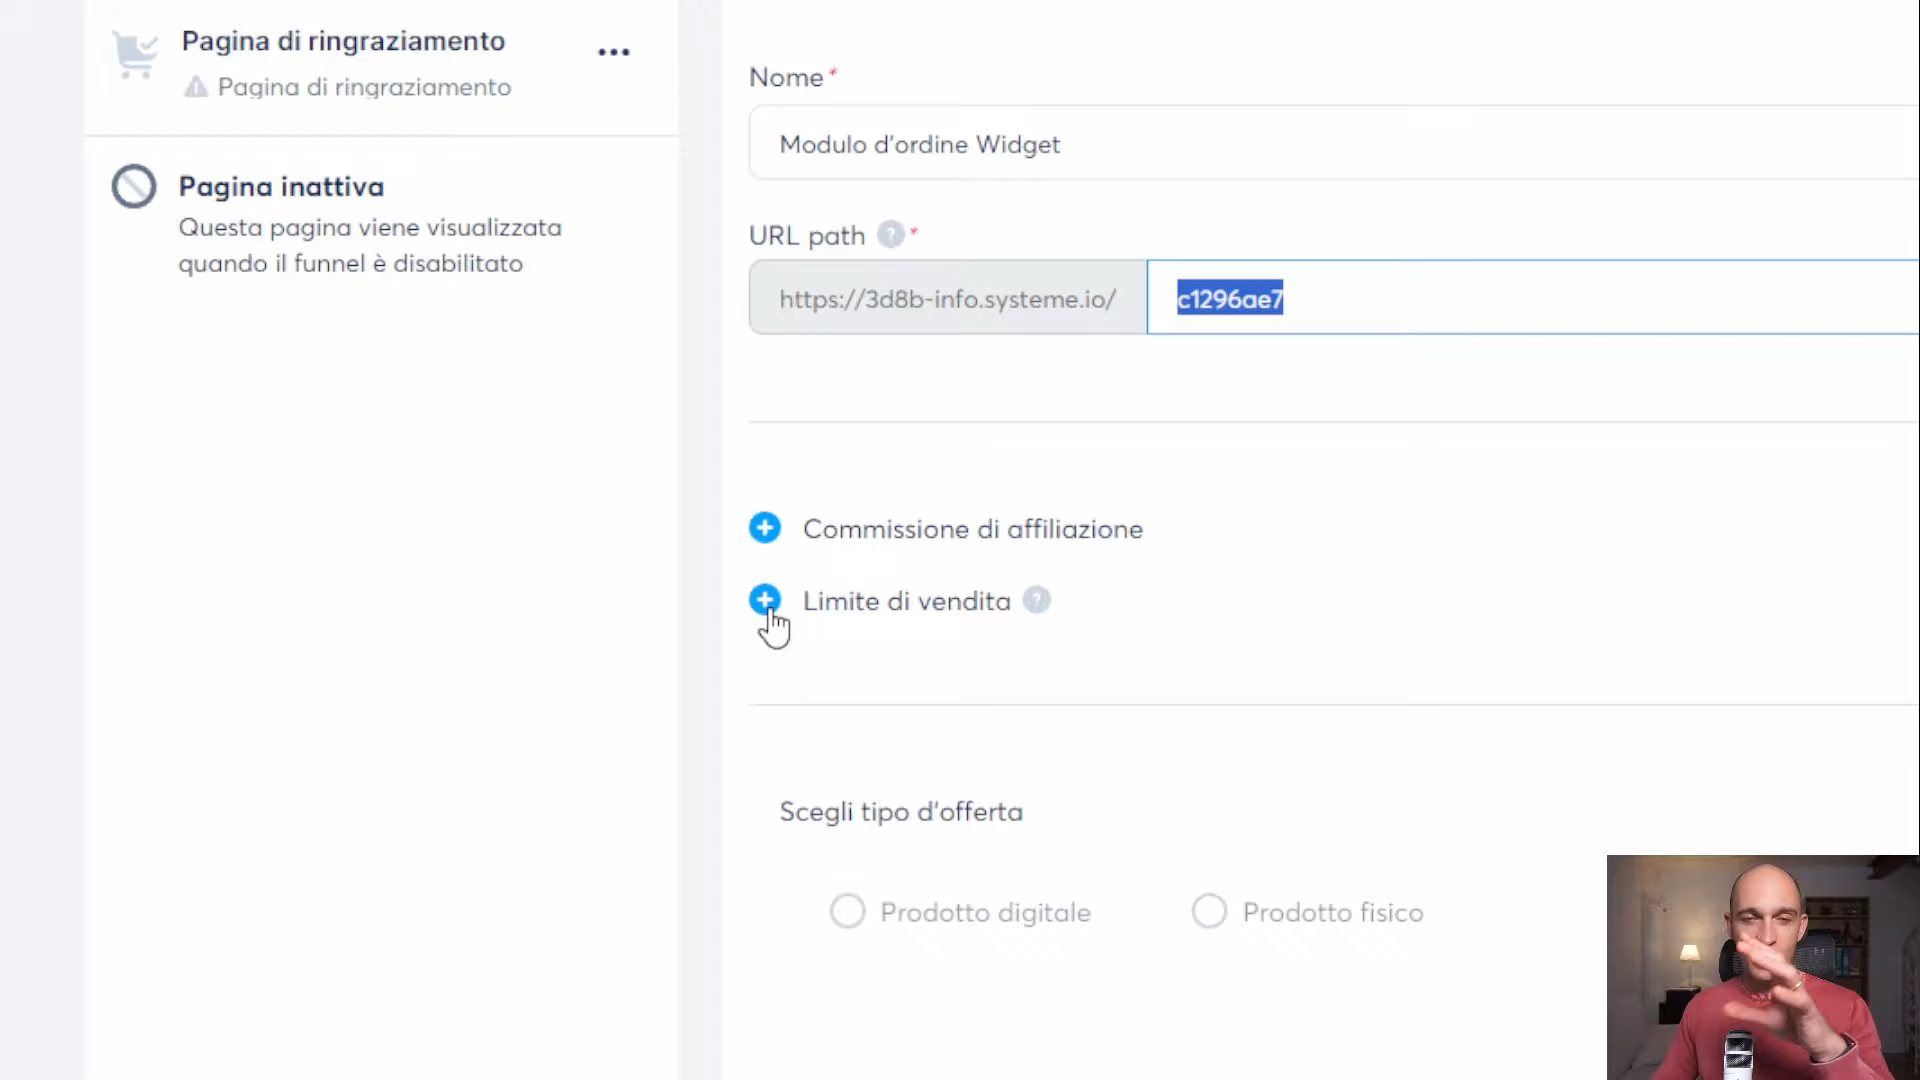 Pagina di ringraziamento
Pagina di ringraziamento
Pagina inattiva
Questa pagina viene visualizzata
quando il funnel è disabilitato
Nome *
Modulo d'ordine Widget
URL path ? *
https://3d8b-info.systeme.io/ c1296ae7
Commissione di affiliazione
Limite di vendita ?
Scegli tipo d'offerta
Prodotto digitale Prodotto fisico